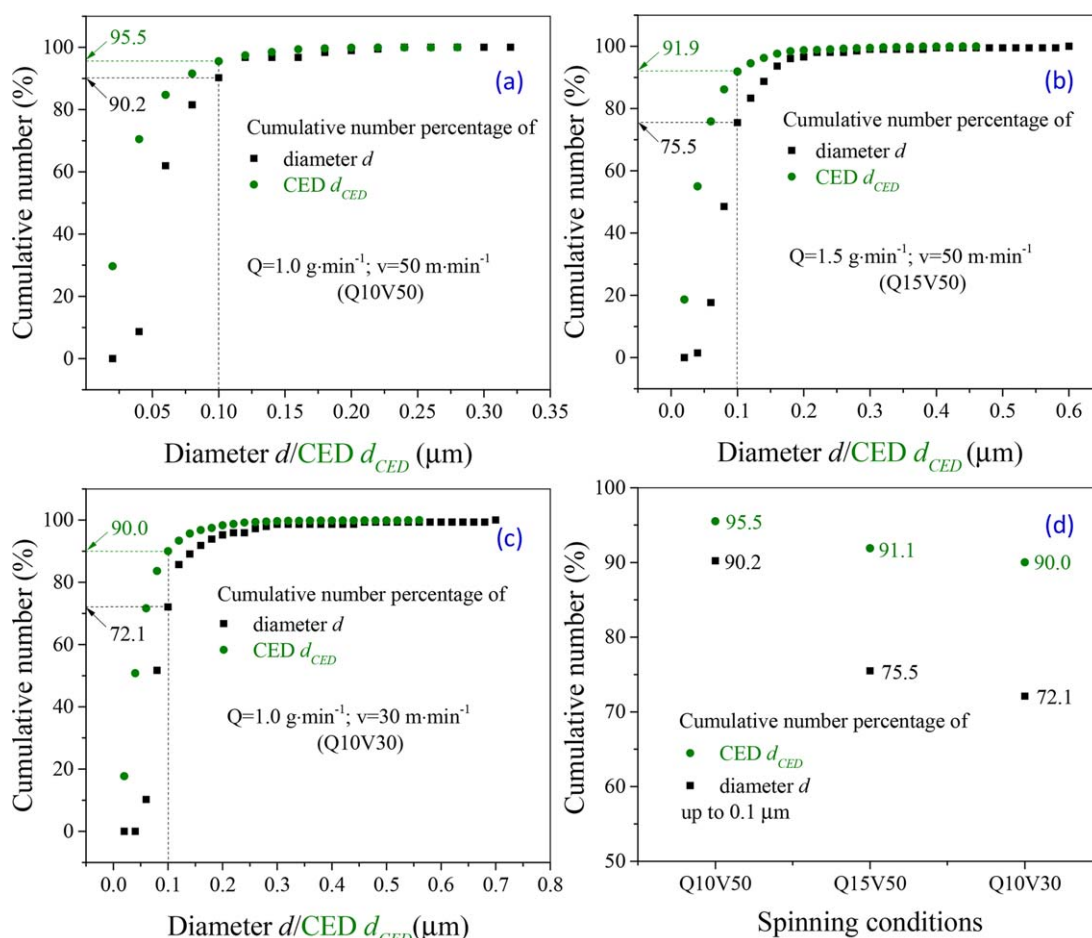 Cumulative number (%)
100
80
60
40
20
0
95.5
90.2
(a)
Cumulative number percentage of
diameter d
CED d_CED
Q=1.0 g·min⁻¹; v=50 m·min⁻¹
(Q10V50)
0.05 0.10 0.15 0.20 0.25 0.30 0.35
Diameter d/CED d_CED (μm)
Cumulative number (%)
100
80
60
40
20
0
91.9
75.5
(b)
Cumulative number percentage of
diameter d
CED d_CED
Q=1.5 g·min⁻¹; v=50 m·min⁻¹
(Q15V50)
0.0 0.1 0.2 0.3 0.4 0.5 0.6
Diameter d/CED d_CED (μm)
Cumulative number (%)
100
80
60
40
20
0
90.0
72.1
(c)
Cumulative number percentage of
diameter d
CED d_CED
Q=1.0 g·min⁻¹; v=30 m·min⁻¹
(Q10V30)
0.0 0.1 0.2 0.3 0.4 0.5 0.6 0.7 0.8
Diameter d/CED d_CED (μm)
Cumulative number (%)
100
90
80
70
60
50
(d)
95.5
90.2
91.1
75.5
90.0
72.1
Cumulative number percentage of
CED d_CED
diameter d
up to 0.1 μm
Q10V50 Q15V50 Q10V30
Spinning conditions